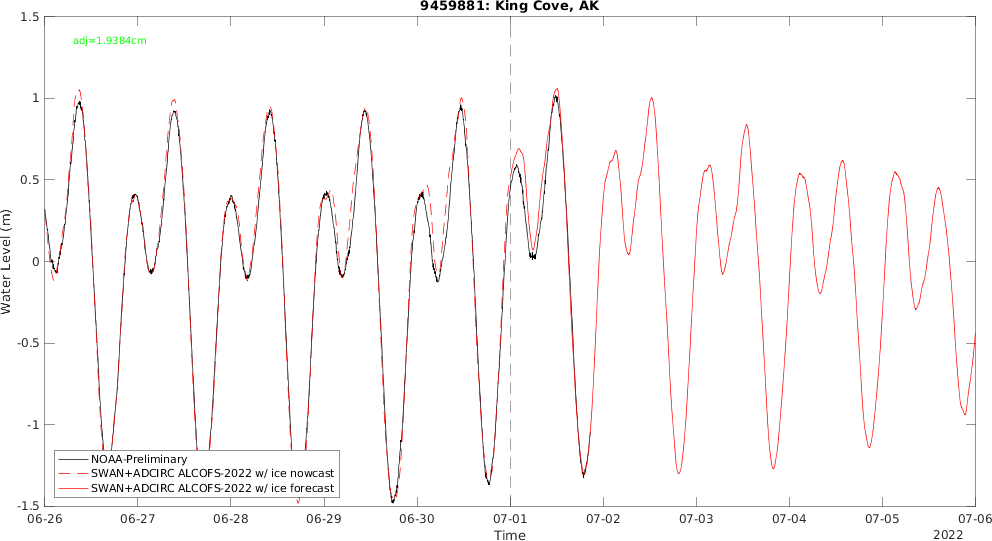 9459881: King Cove, AK
adj=1.9384cm
Water Level (m)
1.5
1
0.5
0
-0.5
-1
-1.5
NOAA-Preliminary
SWAN+ADCIRC ALCOFS-2022 w/ ice nowcast
SWAN+ADCIRC ALCOFS-2022 w/ ice forecast
06-26 06-27 06-28 06-29 06-30 07-01 07-02 07-03 07-04 07-05 07-06
Time
2022